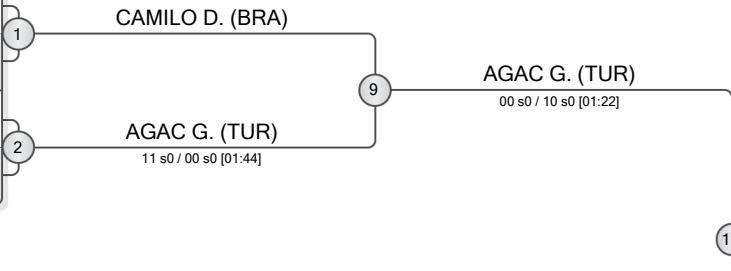 CAMILO D. (BRA)
1
AGAC G. (TUR)
00 s0 / 10 s0 [01:22]
9
AGAC G. (TUR)
11 s0 / 00 s0 [01:44]
2